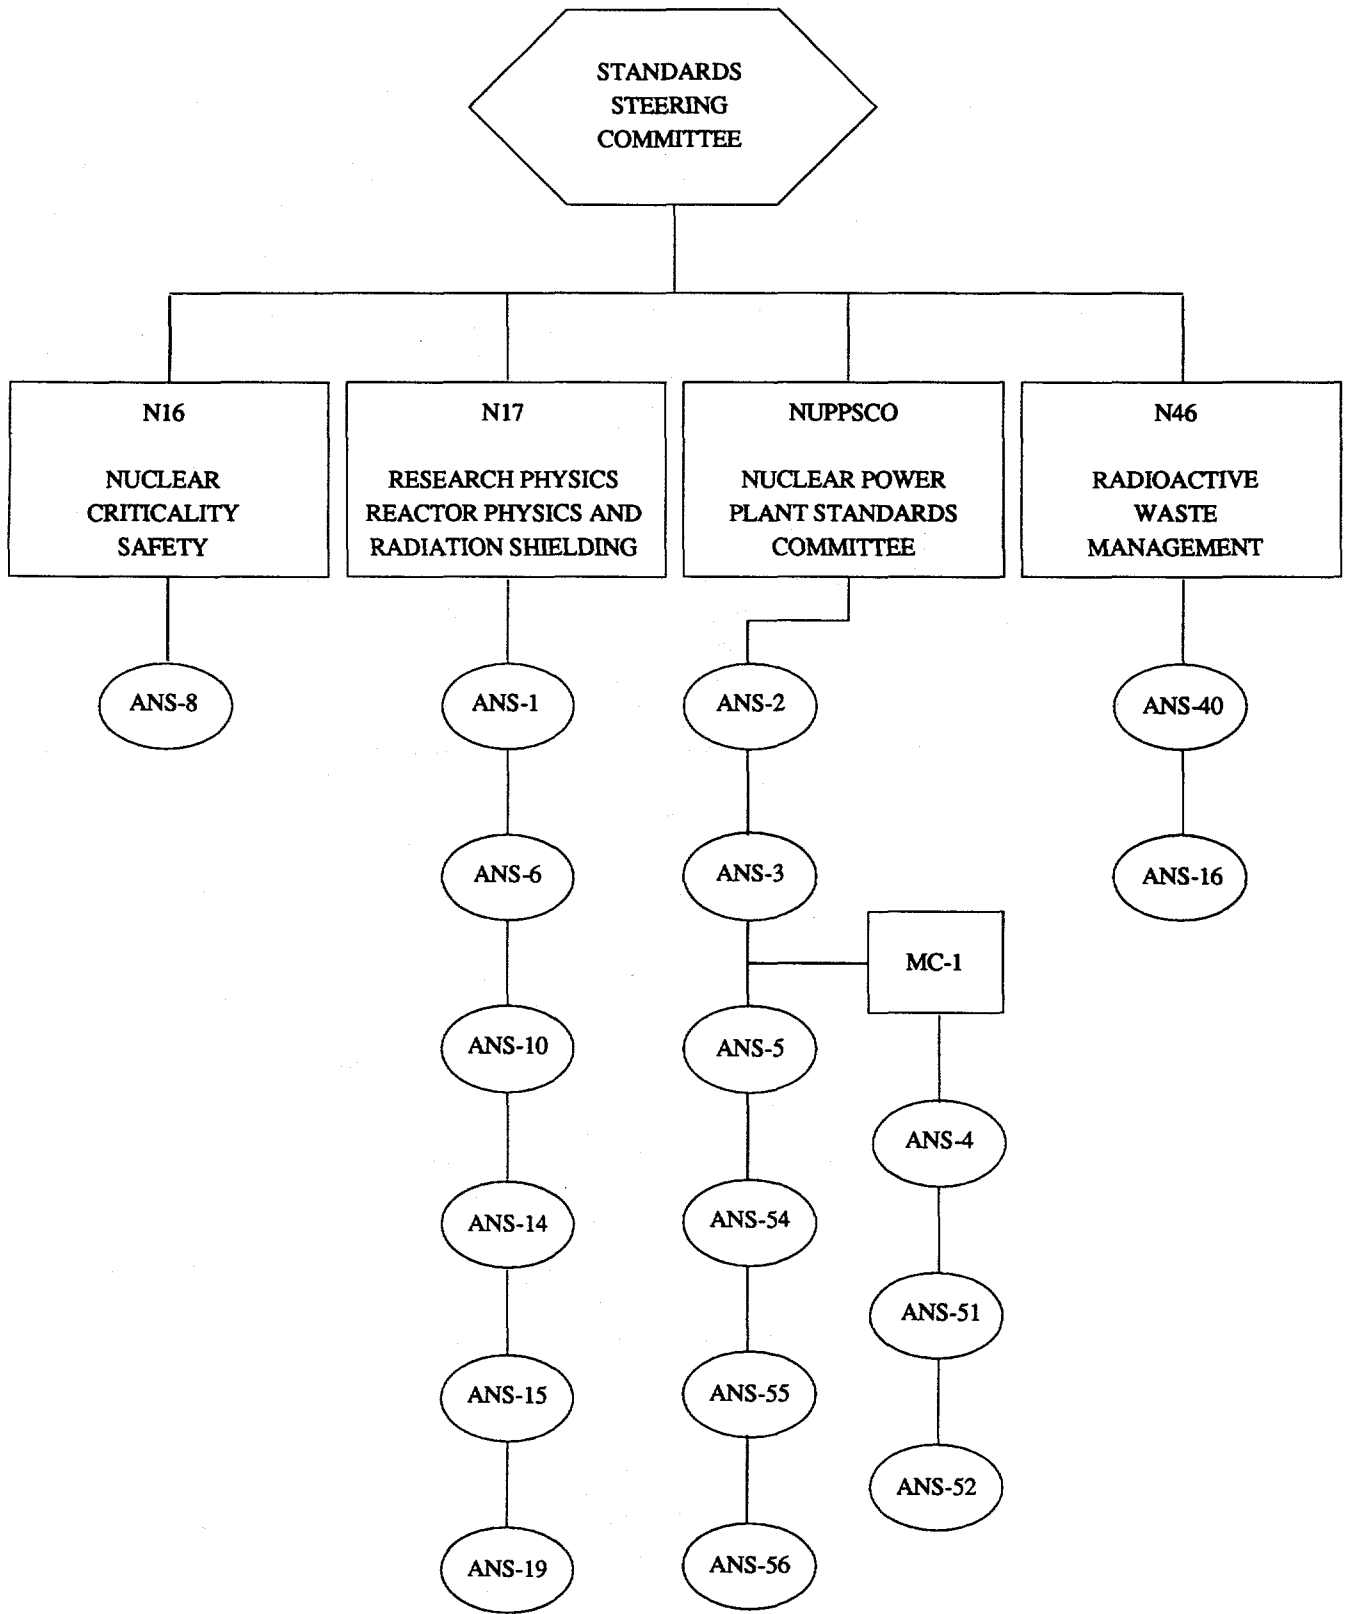 STANDARDS
STEERING
COMMITTEE
N16
NUCLEAR
CRITICALITY
SAFETY
N17
RESEARCH PHYSICS
REACTOR PHYSICS AND
RADIATION SHIELDING
NUPPSCO
NUCLEAR POWER
PLANT STANDARDS
COMMITTEE
N46
RADIOACTIVE
WASTE
MANAGEMENT
ANS-8
ANS-1
ANS-6
ANS-10
ANS-14
ANS-15
ANS-19
ANS-2
ANS-3
ANS-5
ANS-54
ANS-55
ANS-56
MC-1
ANS-4
ANS-51
ANS-52
ANS-40
ANS-16